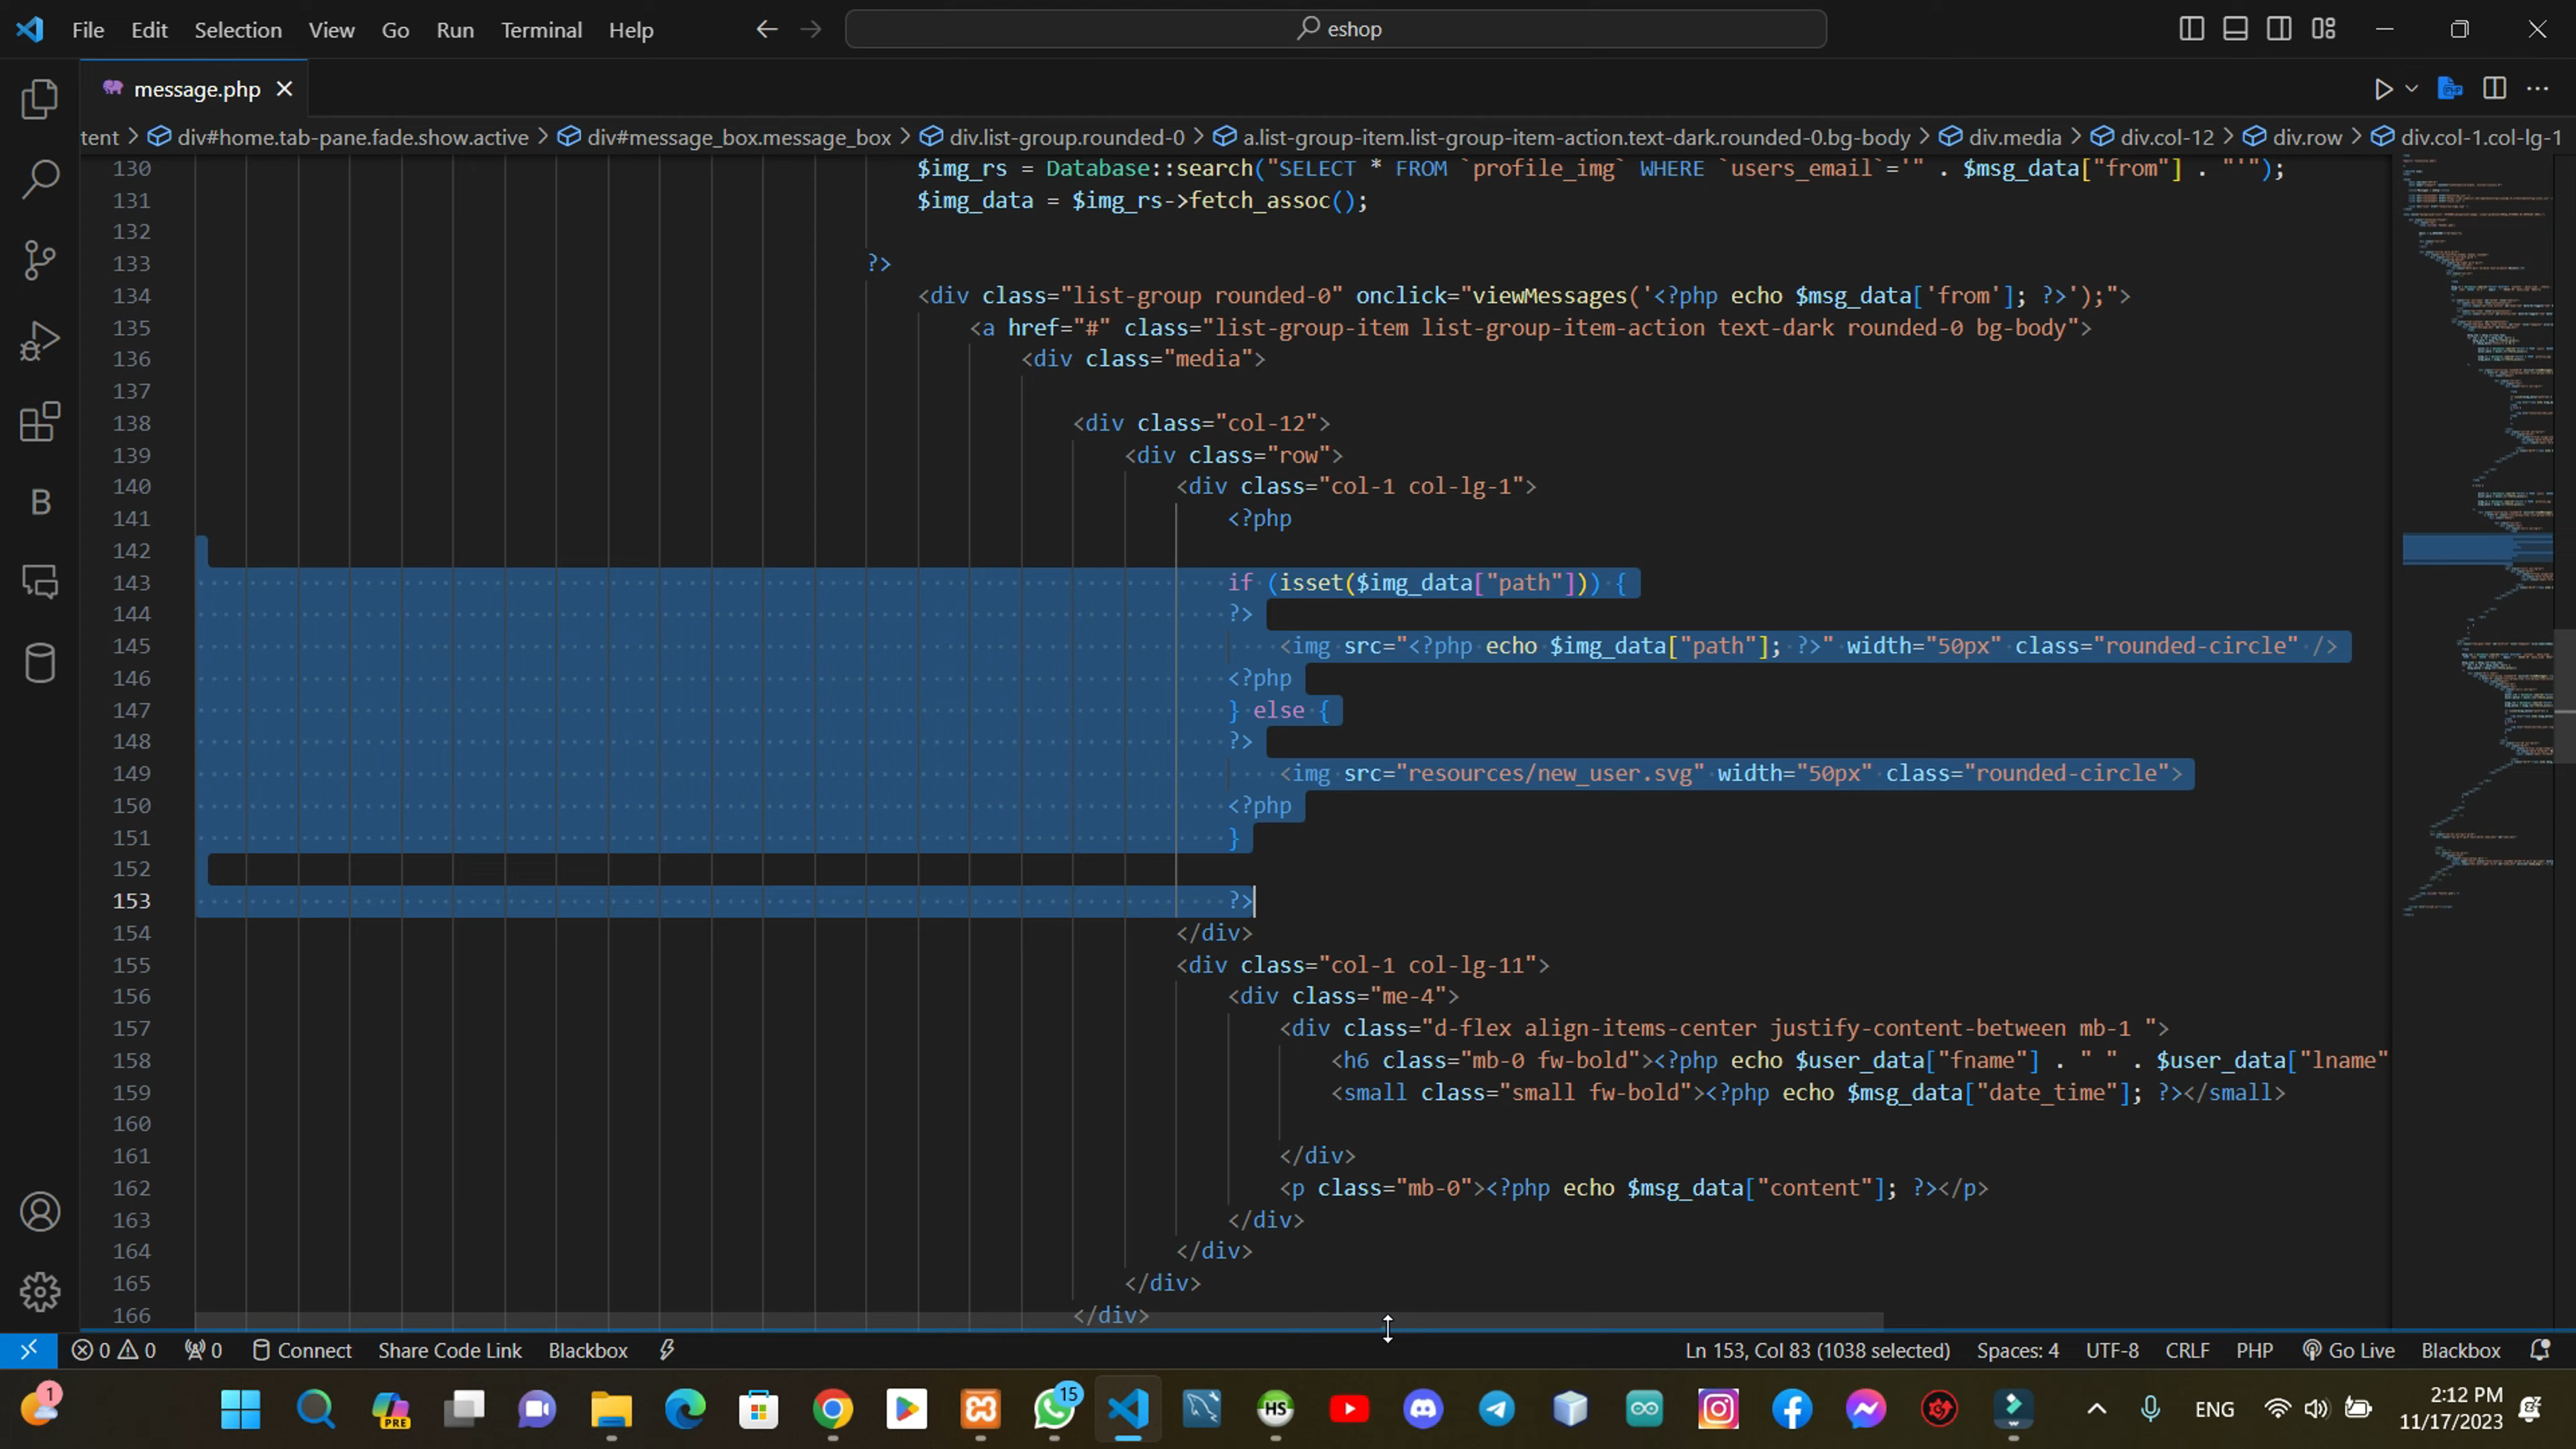 File Edit Selection View Go Run Terminal Help eshop
message.php
tent > div#home.tab-pane.fade.show.active > div#message_box.message_box > div.list-group.rounded-0 > a.list-group-item.list-group-item-action.text-dark.rounded-0.bg-body > div.media > div.col-12 > div.row > div.col-1.col-lg-1
130 $img_rs = Database::search("SELECT * FROM `profile_img` WHERE `users_email`='" . $msg_data["from"] . "'");
131 $img_data = $img_rs->fetch_assoc();
132
133 ?>
134 <div class="list-group rounded-0" onclick="viewMessages('<?php echo $msg_data['from']; ?>');">
135 <a href="#" class="list-group-item list-group-item-action text-dark rounded-0 bg-body">
136 <div class="media">
137
138 <div class="col-12">
139 <div class="row">
140 <div class="col-1 col-lg-1">
141 <?php
142
143 if (isset($img_data["path"])) {
144 ?>
145 <img src="<?php echo $img_data["path"]; ?>" width="50px" class="rounded-circle" />
146 <?php
147 } else {
148 ?>
149 <img src="resources/new_user.svg" width="50px" class="rounded-circle">
150 <?php
151 }
152
153 ?>
154 </div>
155 <div class="col-1 col-lg-11">
156 <div class="me-4">
157 <div class="d-flex align-items-center justify-content-between mb-1 ">
158 <h6 class="mb-0 fw-bold"><?php echo $user_data["fname"] . " " . $user_data["lname"
159 <small class="small fw-bold"><?php echo $msg_data["date_time"]; ?></small>
160
161 </div>
162 <p class="mb-0"><?php echo $msg_data["content"]; ?></p>
163 </div>
164 </div>
165 </div>
166 </div>
0 0 0 Connect Share Code Link Blackbox Ln 153, Col 83 (1038 selected) Spaces: 4 UTF-8 CRLF PHP Go Live Blackbox
1 PRE 15 HS ENG 2:12 PM
11/17/2023